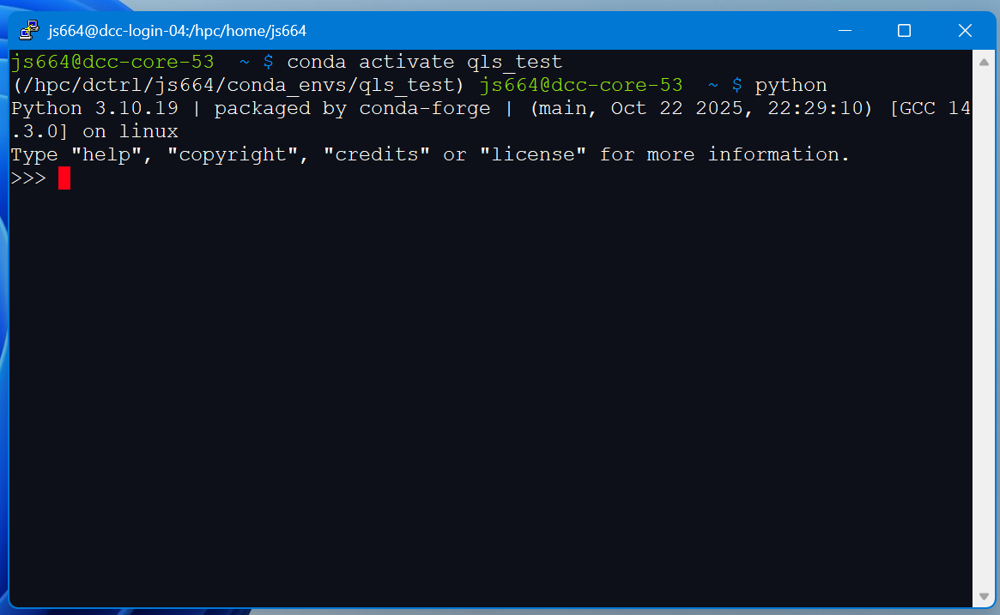 js664@dcc-login-04:/hpc/home/js664
js664@dcc-core-53  ~ $ conda activate qls_test
(/hpc/dctrl/js664/conda_envs/qls_test) js664@dcc-core-53  ~ $ python
Python 3.10.19 | packaged by conda-forge | (main, Oct 22 2025, 22:29:10) [GCC 14
.3.0] on linux
Type "help", "copyright", "credits" or "license" for more information.
>>>